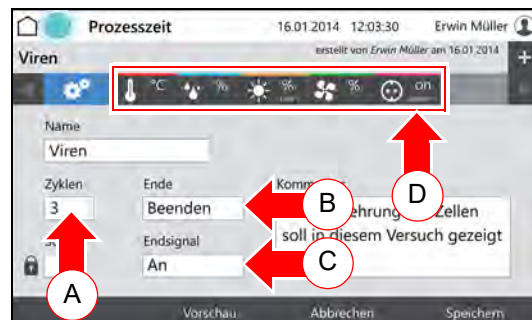 Prozesszeit 16.01.2014 12:03:30 Erwin Müller
Viren erstellt von Erwin Müller am 16.01.2014 +
°C % % % on
Name
Viren
Zyklen Ende
3 Beenden B D
ehrung Zellen
soll in diesem Versuch gezeigt
Endsignal
An C
A
Vorschau Abbrechen Speichern